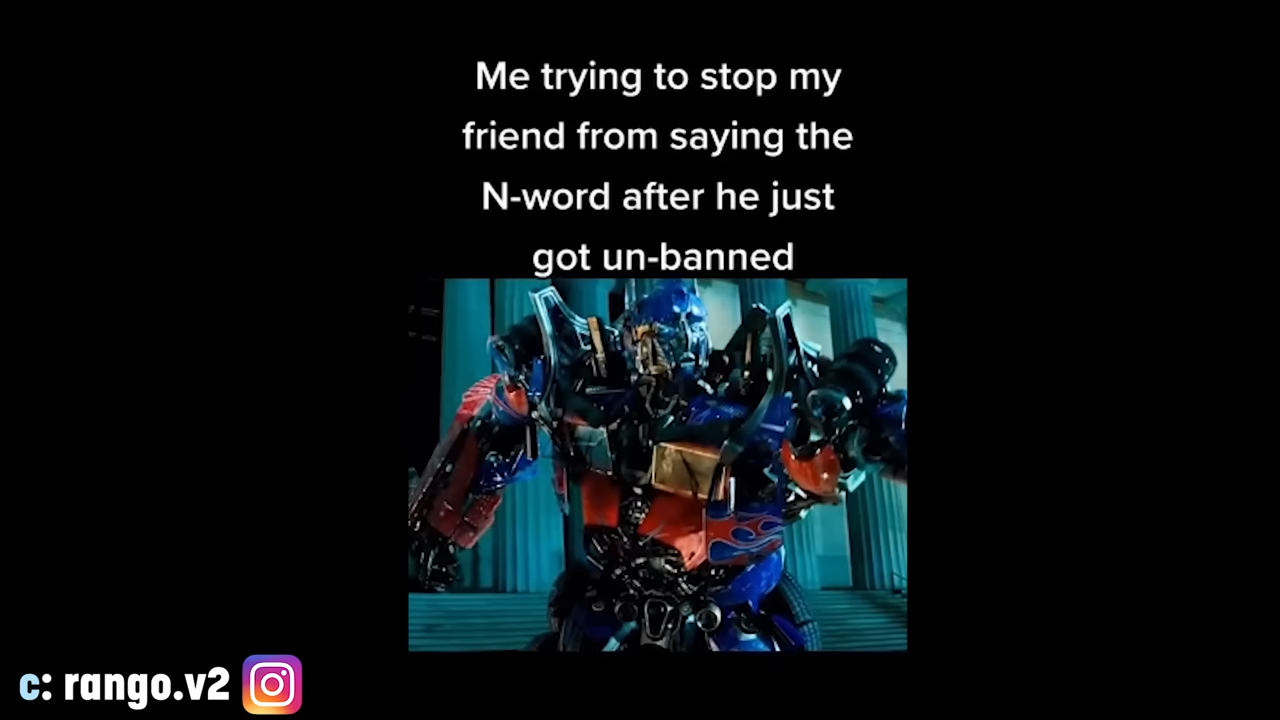 Me trying to stop my
friend from saying the
N-word after he just
got un-banned
c: rango.v2